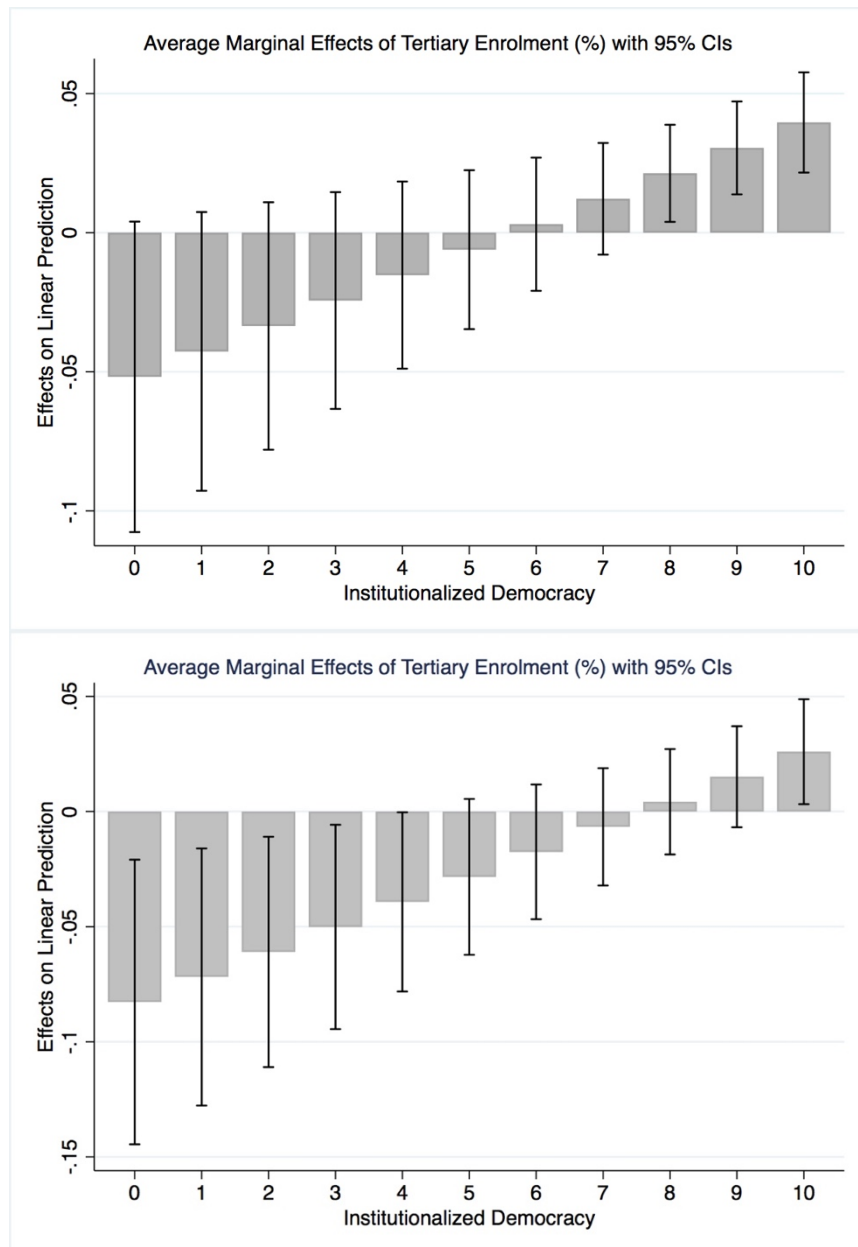 Average Marginal Effects of Tertiary Enrolment (%) with 95% CIs
Effects on Linear Prediction
.05
0
-.05
-.1
0 1 2 3 4 5 6 7 8 9 10
Institutionalized Democracy
Average Marginal Effects of Tertiary Enrolment (%) with 95% CIs
Effects on Linear Prediction
.05
0
-.05
-.1
-.15
0 1 2 3 4 5 6 7 8 9 10
Institutionalized Democracy